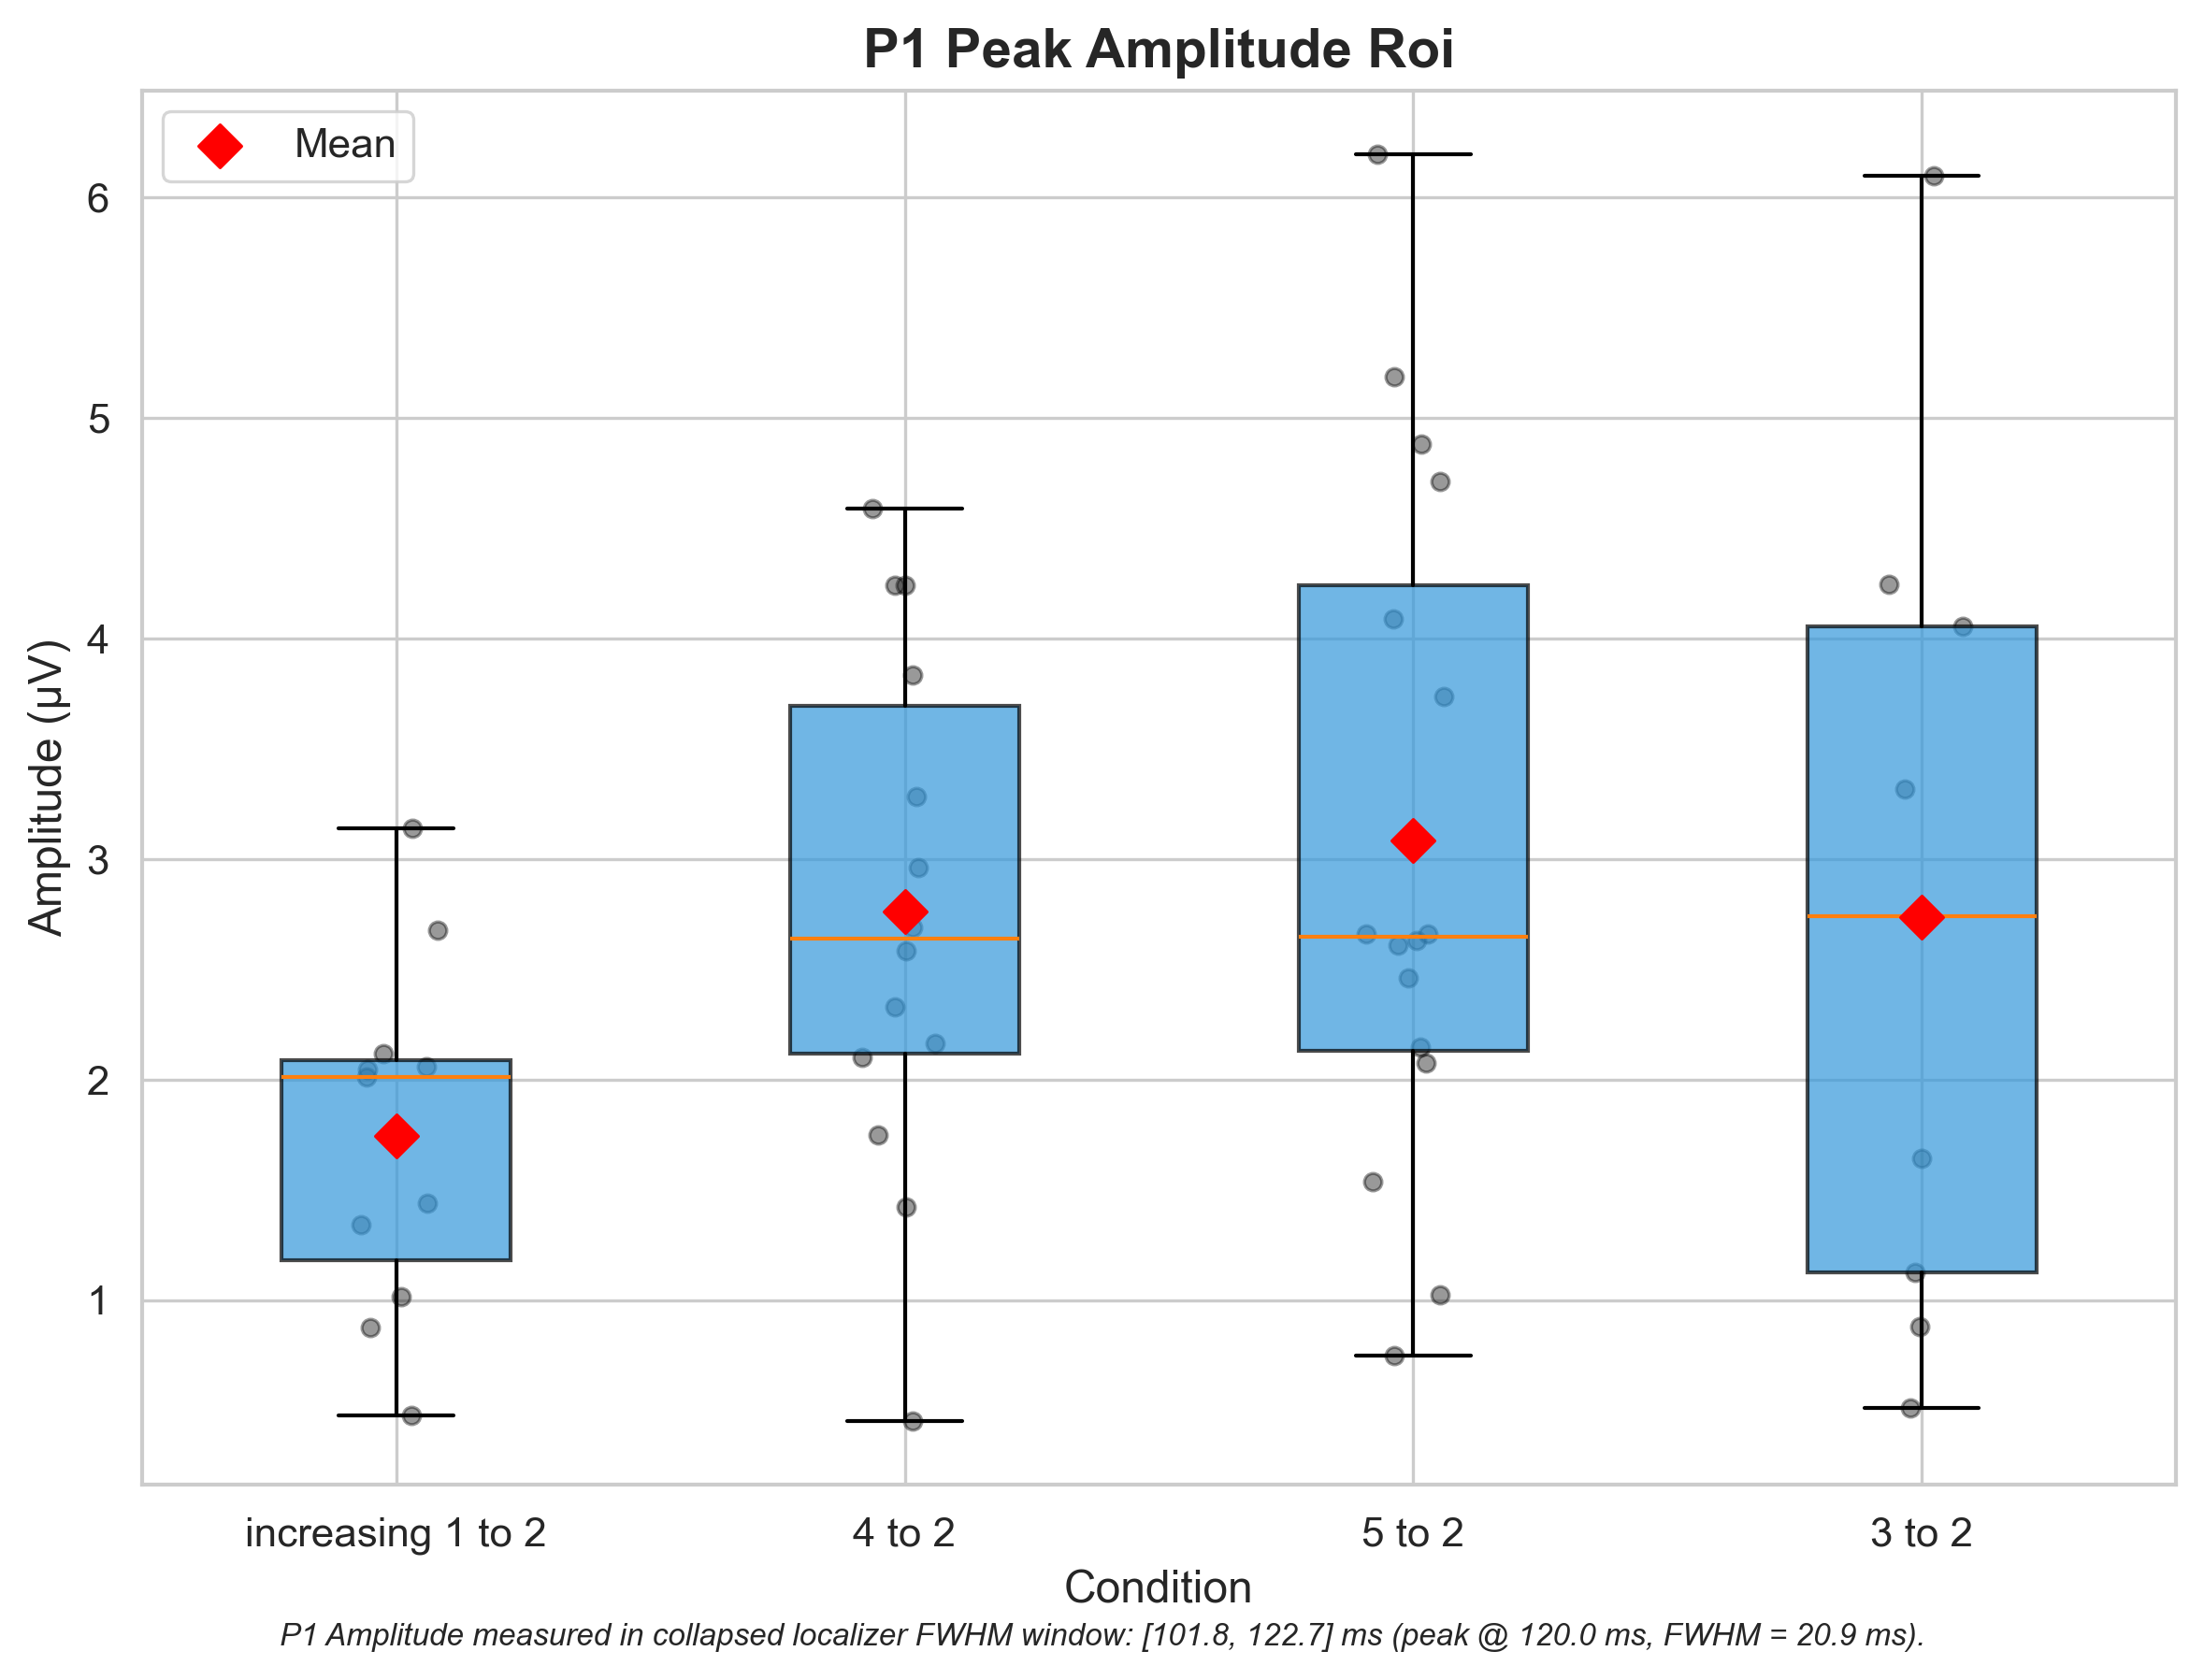 P1 Peak Amplitude Roi
Mean
6
5
4
3
2
1
Amplitude (μV)
increasing 1 to 2
4 to 2
5 to 2
3 to 2
Condition
P1 Amplitude measured in collapsed localizer FWHM window: [101.8, 122.7] ms (peak @ 120.0 ms, FWHM = 20.9 ms).